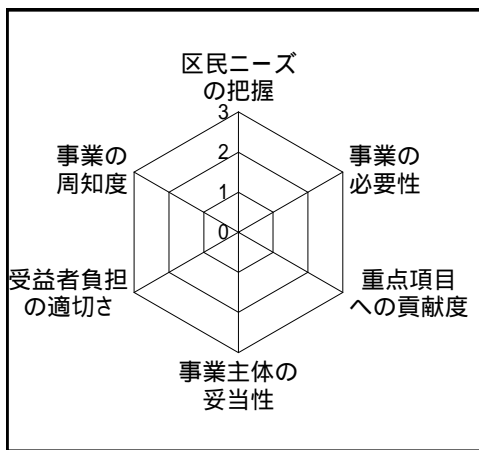 区民ニーズ
の把握
3
2
1
0
事業の
周知度
事業の
必要性
受益者負担
の適切さ
重点項目
への貢献度
事業主体の
妥当性